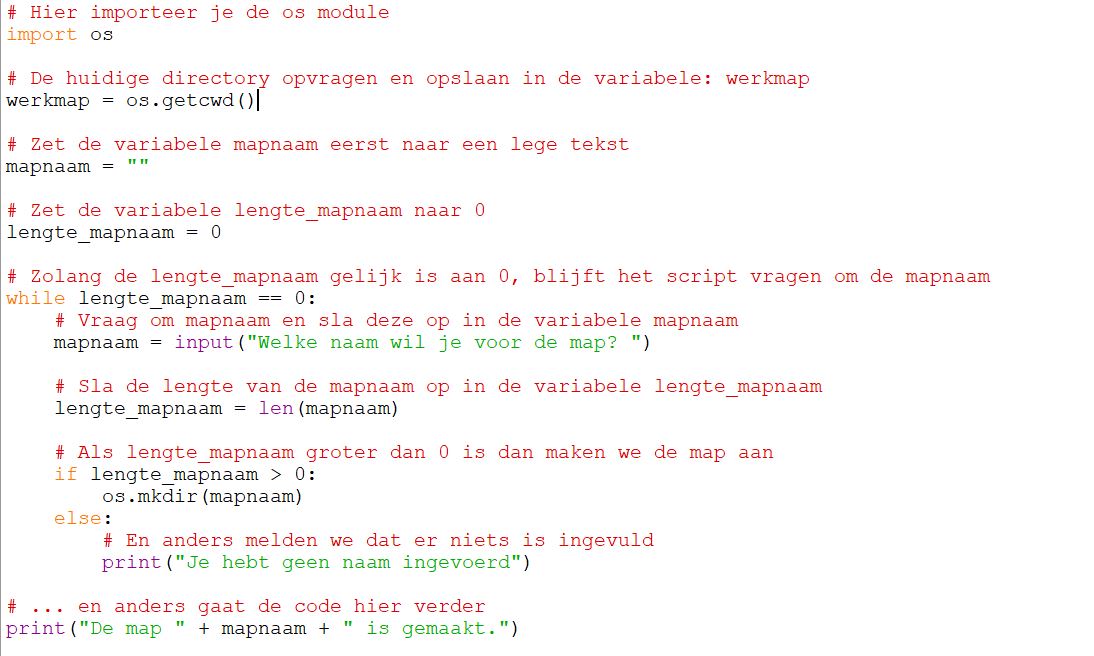 # Hier importeer je de os module
import os

# De huidige directory opvragen en opslaan in de variabele: werkmap
werkmap = os.getcwd()

# Zet de variabele mapnaam eerst naar een lege tekst
mapnaam = ""

# Zet de variabele lengte_mapnaam naar 0
lengte_mapnaam = 0

# Zolang de lengte_mapnaam gelijk is aan 0, blijft het script vragen om de mapnaam
while lengte_mapnaam == 0:
    # Vraag om mapnaam en sla deze op in de variabele mapnaam
    mapnaam = input("Welke naam wil je voor de map? ")

    # Sla de lengte van de mapnaam op in de variabele lengte_mapnaam
    lengte_mapnaam = len(mapnaam)

    # Als lengte_mapnaam groter dan 0 is dan maken we de map aan
    if lengte_mapnaam > 0:
        os.mkdir(mapnaam)
    else:
        # En anders melden we dat er niets is ingevuld
        print("Je hebt geen naam ingevoerd")

# ... en anders gaat de code hier verder
print("De map " + mapnaam + " is gemaakt.")